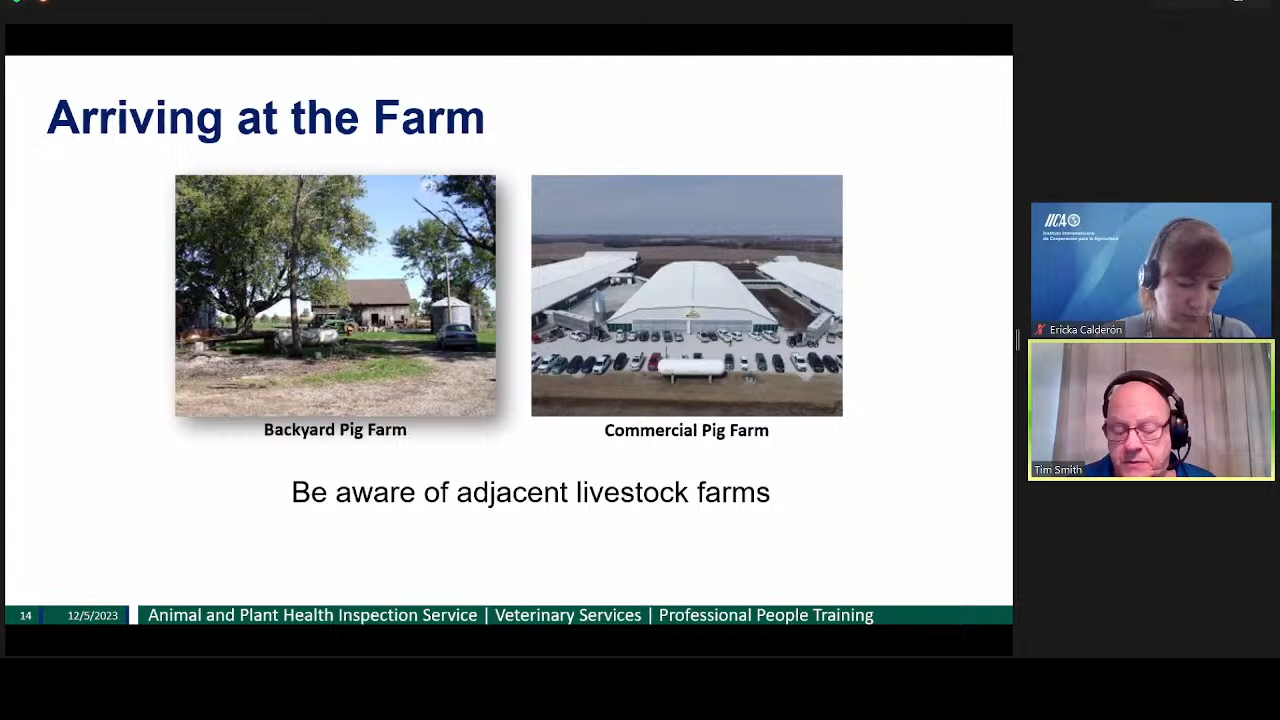 Arriving at the Farm
Backyard Pig Farm
Commercial Pig Farm
Be aware of adjacent livestock farms
14
12/5/2023
Animal and Plant Health Inspection Service | Veterinary Services | Professional People Training
IICA
Instituto Interamericano
de Cooperación para la Agricultura
Ericka Calderón
Tim Smith